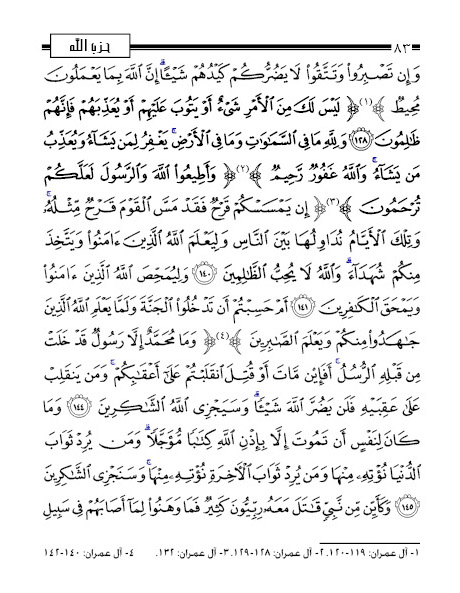 ٨٣ حزب الله
وَإِن تَصْبِرُوا۟ وَتَتَّقُوا۟ لَا يَضُرُّكُمْ كَيْدُهُمْ شَيْـًٔا ۗ إِنَّ ٱللَّهَ بِمَا يَعْمَلُونَ
مُحِيطٌ ﴿(١)﴾ لَيْسَ لَكَ مِنَ ٱلْأَمْرِ شَىْءٌ أَوْ يَتُوبَ عَلَيْهِمْ أَوْ يُعَذِّبَهُمْ فَإِنَّهُمْ
ظَـٰلِمُونَ ١٢٨ وَلِلَّهِ مَا فِى ٱلسَّمَـٰوَٰتِ وَمَا فِى ٱلْأَرْضِ ۚ يَغْفِرُ لِمَن يَشَآءُ وَيُعَذِّبُ
مَن يَشَآءُ ۚ وَٱللَّهُ غَفُورٌ رَّحِيمٌ ﴿(٢)﴾ وَأَطِيعُوا۟ ٱللَّهَ وَٱلرَّسُولَ لَعَلَّكُمْ
تُرْحَمُونَ ﴿(٣)﴾ إِن يَمْسَسْكُمْ قَرْحٌ فَقَدْ مَسَّ ٱلْقَوْمَ قَرْحٌ مِّثْلُهُۥ ۚ
وَتِلْكَ ٱلْأَيَّامُ نُدَاوِلُهَا بَيْنَ ٱلنَّاسِ وَلِيَعْلَمَ ٱللَّهُ ٱلَّذِينَ ءَامَنُوا۟ وَيَتَّخِذَ
مِنكُمْ شُهَدَآءَ ۗ وَٱللَّهُ لَا يُحِبُّ ٱلظَّـٰلِمِينَ ١٤٠ وَلِيُمَحِّصَ ٱللَّهُ ٱلَّذِينَ ءَامَنُوا۟
وَيَمْحَقَ ٱلْكَـٰفِرِينَ ١٤١ أَمْ حَسِبْتُمْ أَن تَدْخُلُوا۟ ٱلْجَنَّةَ وَلَمَّا يَعْلَمِ ٱللَّهُ ٱلَّذِينَ
جَـٰهَدُوا۟ مِنكُمْ وَيَعْلَمَ ٱلصَّـٰبِرِينَ ﴿(٤)﴾ وَمَا مُحَمَّدٌ إِلَّا رَسُولٌ قَدْ خَلَتْ
مِن قَبْلِهِ ٱلرُّسُلُ ۚ أَفَإِي۟ن مَّاتَ أَوْ قُتِلَ ٱنقَلَبْتُمْ عَلَىٰٓ أَعْقَـٰبِكُمْ ۚ وَمَن يَنقَلِبْ
عَلَىٰ عَقِبَيْهِ فَلَن يَضُرَّ ٱللَّهَ شَيْـًٔا ۗ وَسَيَجْزِى ٱللَّهُ ٱلشَّـٰكِرِينَ ١٤٤ وَمَا
كَانَ لِنَفْسٍ أَن تَمُوتَ إِلَّا بِإِذْنِ ٱللَّهِ كِتَـٰبًا مُّؤَجَّلًا ۗ وَمَن يُرِدْ ثَوَابَ
ٱلدُّنْيَا نُؤْتِهِۦ مِنْهَا وَمَن يُرِدْ ثَوَابَ ٱلْـَٔاخِرَةِ نُؤْتِهِۦ مِنْهَا ۚ وَسَنَجْزِى ٱلشَّـٰكِرِينَ
١٤٥ وَكَأَيِّن مِّن نَّبِىٍّ قَـٰتَلَ مَعَهُۥ رِبِّيُّونَ كَثِيرٌ فَمَا وَهَنُوا۟ لِمَآ أَصَابَهُمْ فِى سَبِيلِ
١- آل عمران: ١١٩-١٢٠. ٢- آل عمران: ١٢٨-١٢٩. ٣- آل عمران: ١٣٢. ٤- آل عمران: ١٤٠-١٤٢